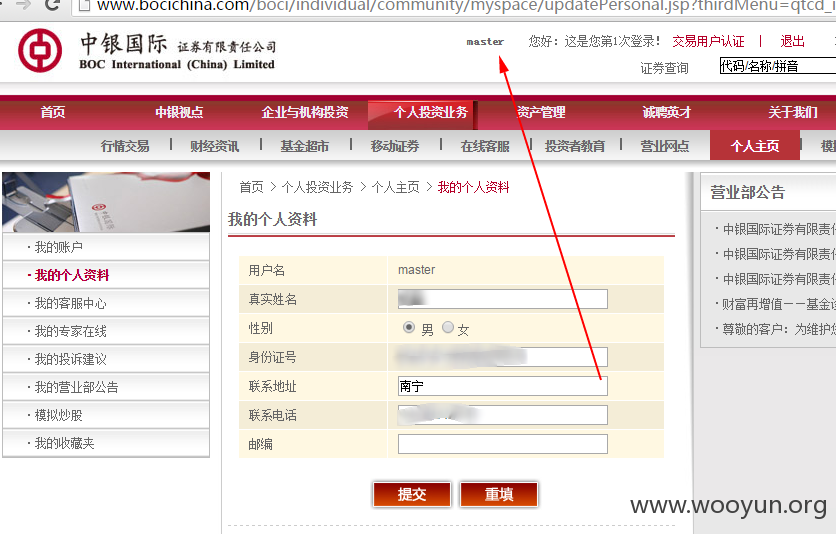 www.bocichina.com/boci/individual/community/myspace/updatePersonal.jsp?thirdMenu=qtcd_
中银国际 证券有限责任公司
BOC International (China) Limited
master 您好：这是您第1次登录！ 交易用户认证 | 退出
证券查询 代码/名称/拼音
首页 中银视点 企业与机构投资 个人投资业务 资产管理 诚聘英才 关于我们
行情交易 | 财经资讯 | 基金超市 | 移动证券 | 在线客服 | 投资者教育 | 营业网点 个人主页
首页 > 个人投资业务 > 个人主页 > 我的个人资料
我的个人资料
· 我的账户
· 我的个人资料
· 我的客服中心
· 我的专家在线
· 我的投诉建议
· 我的营业部公告
· 模拟炒股
· 我的收藏夹
用户名 master
真实姓名
性别 男 女
身份证号
联系地址 南宁
联系电话
邮编
提交 重填
营业部公告
· 中银国际证券有限责
· 中银国际证券有限责
· 中银国际证券有限责
· 财富再增值——基金
· 尊敬的客户：为维护
www.wooyun.org